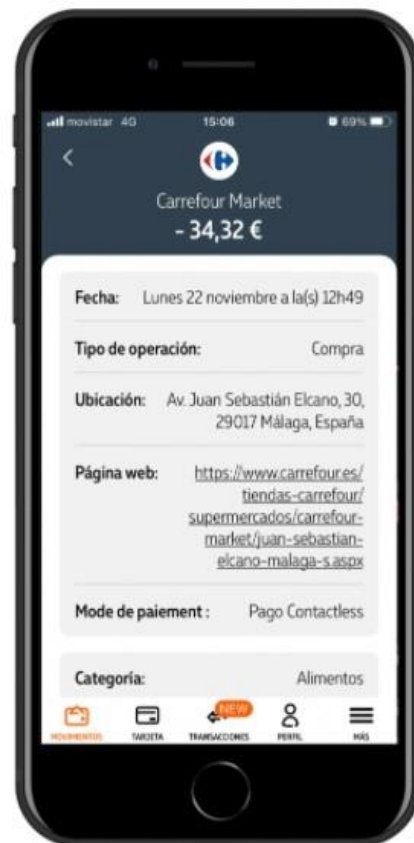 movistar 4G 15:06 69%
Carrefour Market
- 34,32 €
Fecha: Lunes 22 noviembre a la(s) 12h49
Tipo de operación: Compra
Ubicación: Av. Juan Sebastián Elcano, 30,
29017 Málaga, España
Página web: https://www.carrefour.es/
tiendas-carrefour/
supermercados/carrefour-
market/juan-sebastian-
elcano-malaga-s.aspx
Mode de paiement : Pago Contactless
Categoría: Alimentos
NEW
MOVIMIENTOS TARJETA TRANSACCIONES PERFIL MÁS